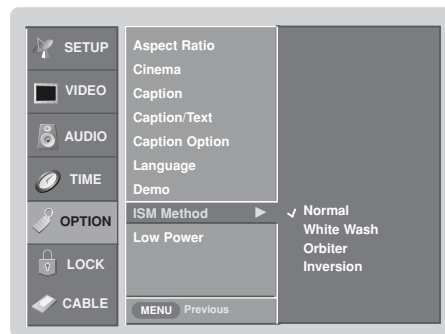 SETUP
VIDEO
AUDIO
TIME
OPTION
LOCK
CABLE
Aspect Ratio
Cinema
Caption
Caption/Text
Caption Option
Language
Demo
ISM Method
Low Power
MENU Previous
Normal
White Wash
Orbiter
Inversion